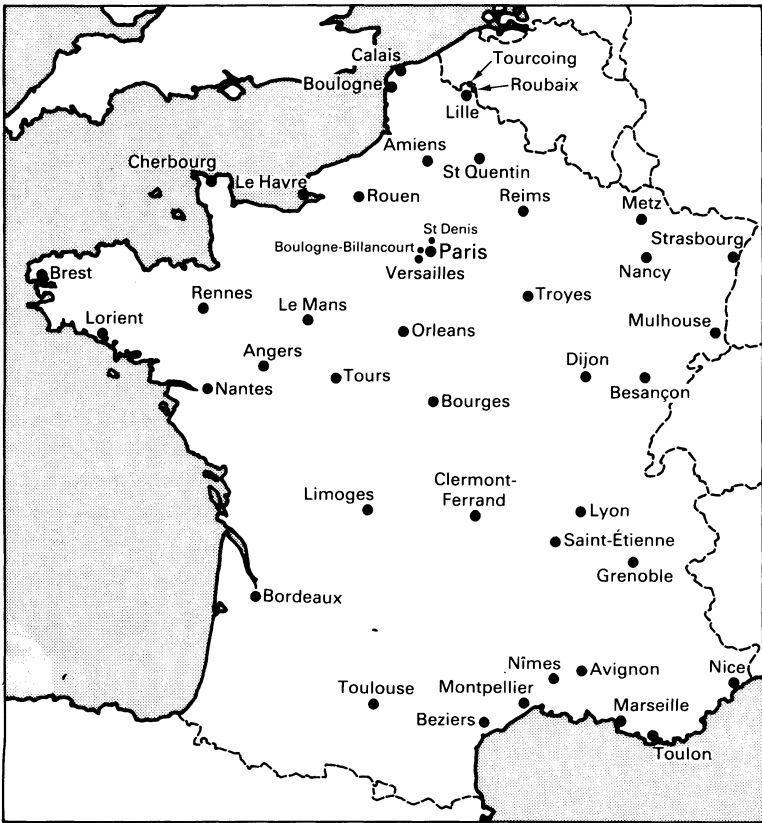 Calais
Tourcoing
Boulogne
Roubaix
Lille
Amiens
St Quentin
Cherbourg
Le Havre
Rouen
Reims
Metz
St Denis
Strasbourg
Boulogne-Billancourt
Paris
Versailles
Nancy
Brest
Rennes
Le Mans
Troyes
Lorient
Orleans
Mulhouse
Angers
Dijon
Nantes
Tours
Besançon
Bourges
Limoges
Clermont-
Ferrand
Lyon
Saint-Étienne
Grenoble
Bordeaux
Nîmes
Avignon
Nice
Toulouse
Montpellier
Marseille
Beziers
Toulon